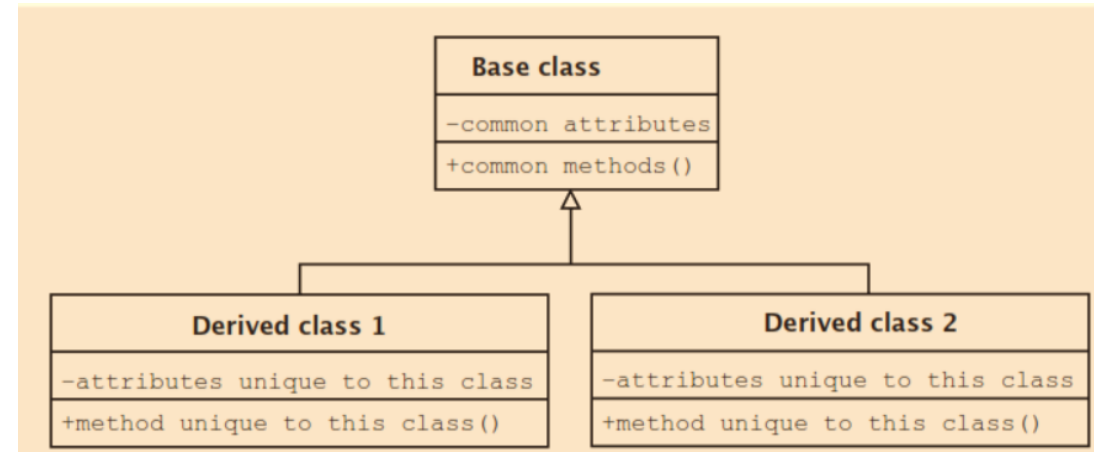 Base class
-common attributes
+common methods()
Derived class 1
-attributes unique to this class
+method unique to this class()
Derived class 2
-attributes unique to this class
+method unique to this class()